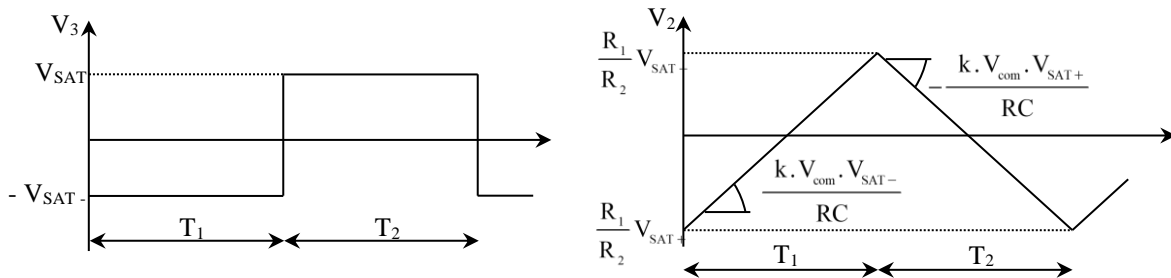 V3
VSAT
- VSAT -
T1
T2
V2
R1/R2 VSAT+
- k.Vcom.VSAT+/RC
k.Vcom.VSAT-/RC
R1/R2 VSAT+
T1
T2